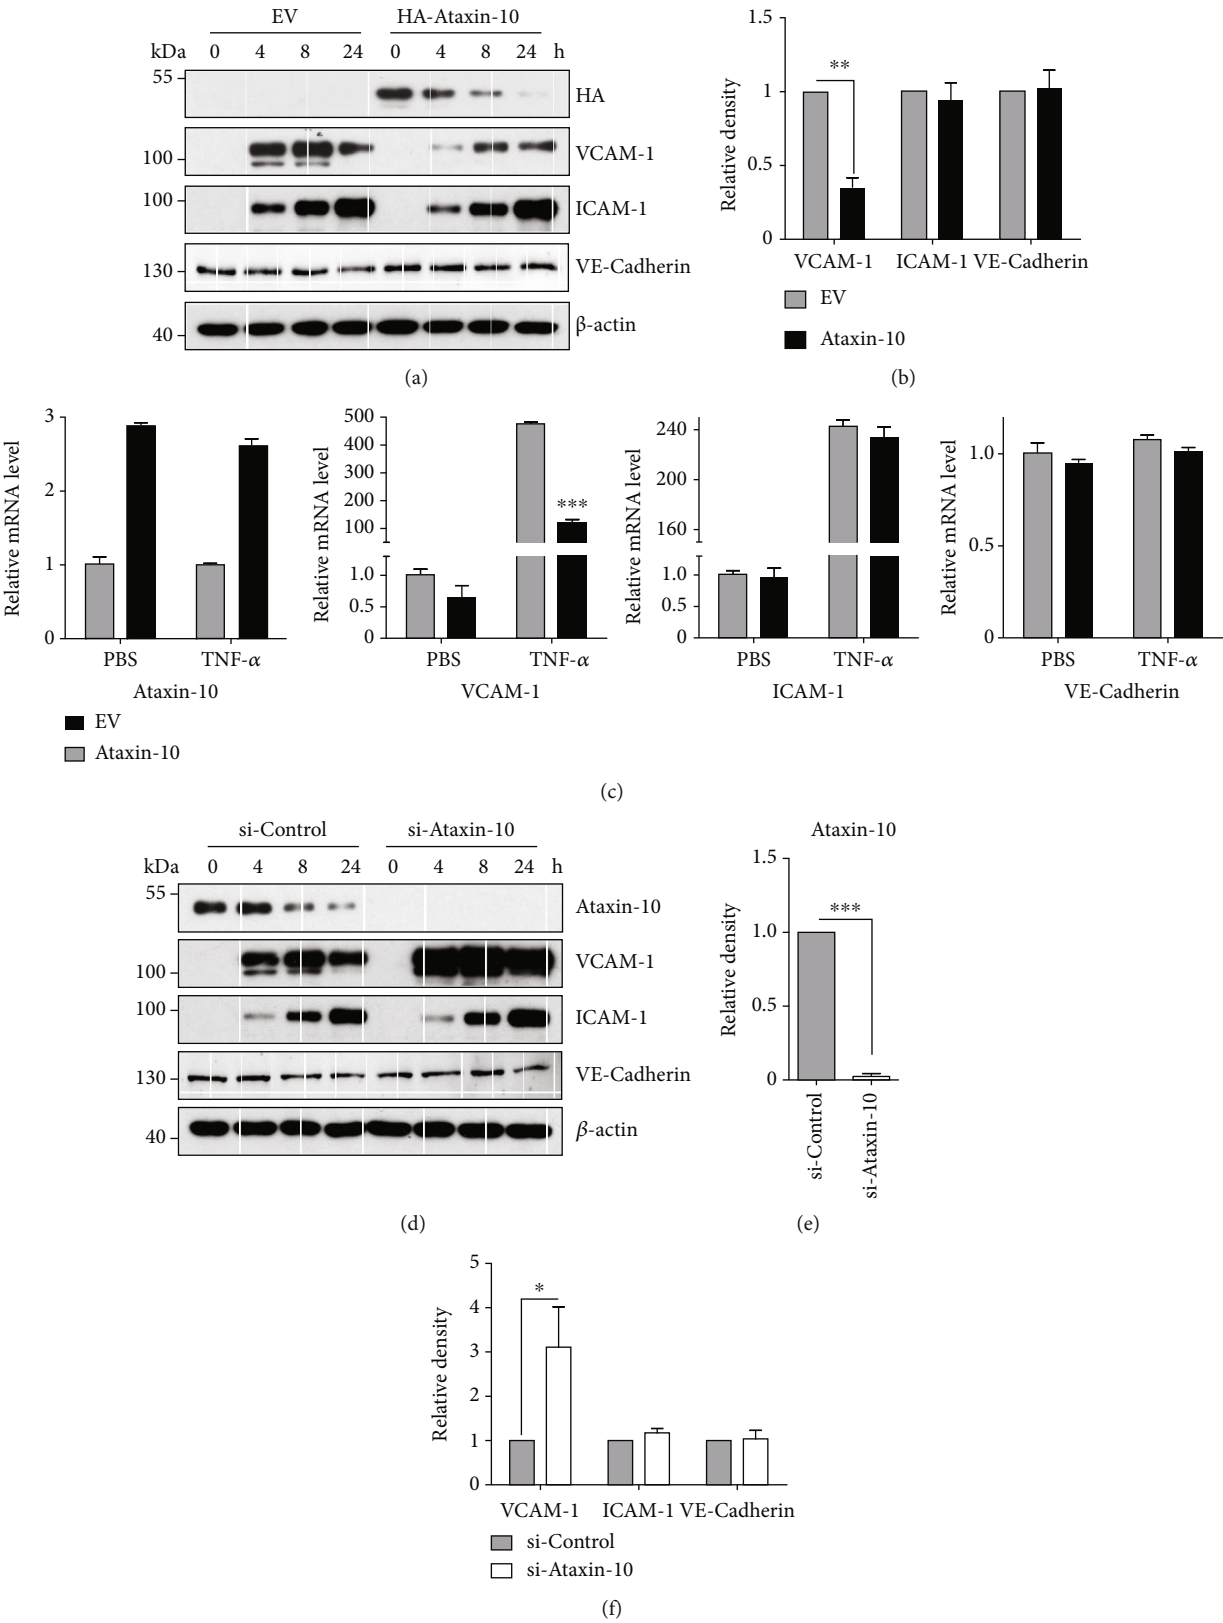 EV HA-Ataxin-10
kDa 0 4 8 24 0 4 8 24 h
55 HA
100 VCAM-1
100 ICAM-1
130 VE-Cadherin
40 β-actin
(a)
1.5
1
0.5
0
Relative density
**
VCAM-1 ICAM-1 VE-Cadherin
EV
Ataxin-10
(b)
3
2
1
0
Relative mRNA level
PBS TNF-α
Ataxin-10
500
400
300
200
100
1.0
0.5
0
Relative mRNA level
***
PBS TNF-α
VCAM-1
240
200
160
1.0
0.5
0
Relative mRNA level
PBS TNF-α
ICAM-1
1.0
0.5
0
Relative mRNA level
PBS TNF-α
VE-Cadherin
EV
Ataxin-10
(c)
si-Control si-Ataxin-10
kDa 0 4 8 24 0 4 8 24 h
55 Ataxin-10
100 VCAM-1
100 ICAM-1
130 VE-Cadherin
40 β-actin
(d)
Ataxin-10
1.5
1.0
0.5
0
Relative density
***
si-Control
si-Ataxin-10
(e)
5
4
3
2
1
0
Relative density
*
VCAM-1 ICAM-1 VE-Cadherin
si-Control
si-Ataxin-10
(f)